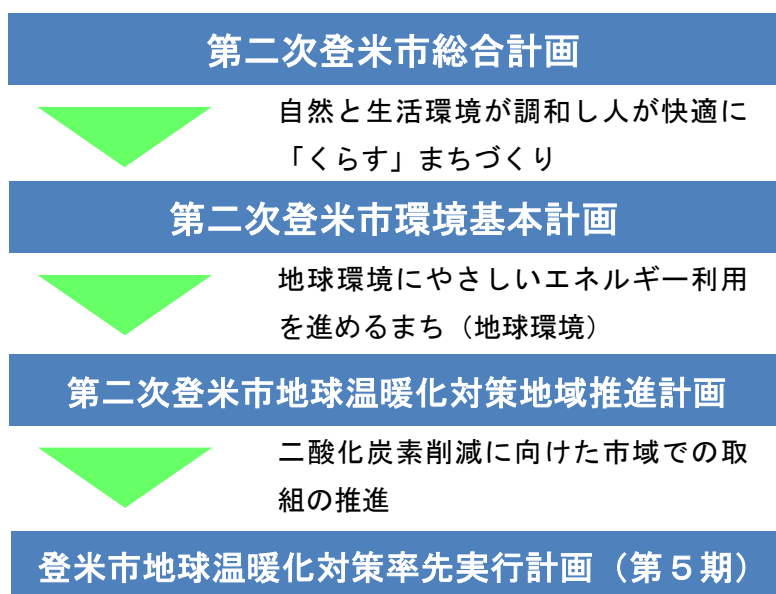 第二次登米市総合計画
自然と生活環境が調和し人が快適に
「くらす」まちづくり
第二次登米市環境基本計画
地球環境にやさしいエネルギー利用
を進めるまち（地球環境）
第二次登米市地球温暖化対策地域推進計画
二酸化炭素削減に向けた市域での取
組の推進
登米市地球温暖化対策率先実行計画（第５期）